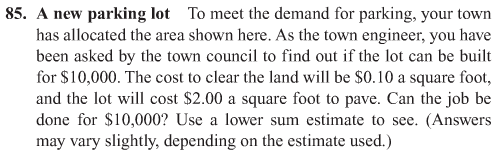 85. A new parking lot To meet the demand for parking, your town
has allocated the area shown here. As the town engineer, you have
been asked by the town council to find out if the lot can be built
for $10,000. The cost to clear the land will be $0.10 a square foot,
and the lot will cost $2.00 a square foot to pave. Can the job be
done for $10,000? Use a lower sum estimate to see. (Answers
may vary slightly, depending on the estimate used.)